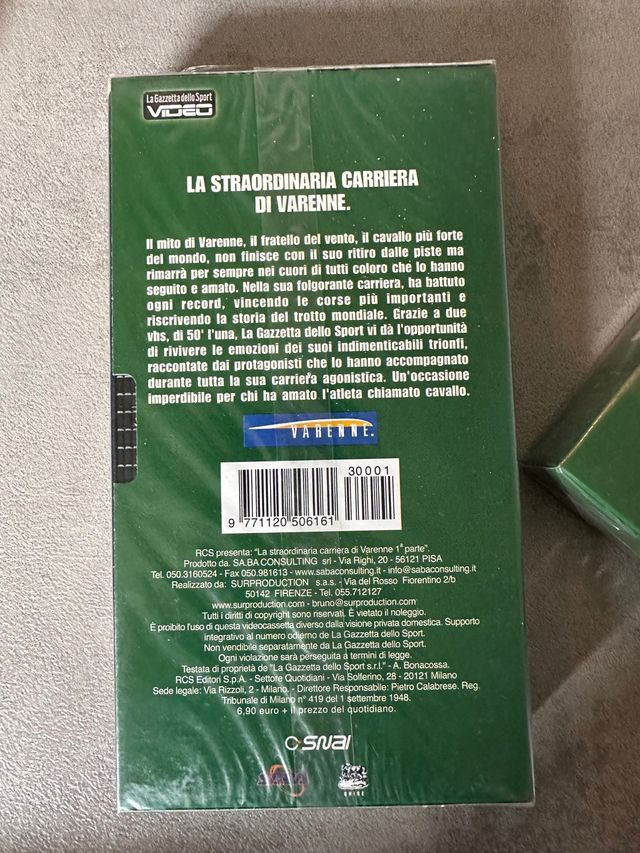 La Gazzetta dello Sport
VIDEO
LA STRAORDINARIA CARRIERA
DI VARENNE.
Il mito di Varenne, il fratello del vento, il cavallo più forte
del mondo, non finisce con il suo ritiro dalle piste ma
rimarrà per sempre nei cuori di tutti coloro che lo hanno
seguito e amato. Nella sua folgorante carriera, ha battuto
ogni record, vincendo le corse più importanti e
riscrivendo la storia del trotto mondiale. Grazie a due
vhs, di 50' l'una, La Gazzetta dello Sport vi dà l'opportunità
di rivivere le emozioni dei suoi indimenticabili trionfi,
raccontate dai protagonisti che lo hanno accompagnato
durante tutta la sua carriera agonistica. Un'occasione
imperdibile per chi ha amato l'atleta chiamato cavallo.
VARENNE.
30001
9 771120 506161
RCS presenta: "La straordinaria carriera di Varenne 1ª parte".
Prodotto da SA.BA CONSULTING srl - Via Righi, 20 - 56121 PISA
Tel. 050.3160524 - Fax 050.981613 - www.sabaconsulting.it - info@sabaconsulting.it
Realizzato da: SURPRODUCTION s.a.s. - Via del Rosso Fiorentino 2/b
50142 FIRENZE - Tel. 055.712127
www.surproduction.com - bruno@surproduction.com
Tutti i diritti di copyright sono riservati. È vietato il noleggio.
È proibito l'uso di questa videocassetta diverso dalla visione privata domestica. Supporto
integrativo al numero odierno de La Gazzetta dello Sport.
Non vendibile separatamente da La Gazzetta dello Sport.
Ogni violazione sarà perseguita a termini di legge.
Testata di proprietà de "La Gazzetta dello Sport s.r.l." - A. Bonacossa.
RCS Editori S.p.A. - Settore Quotidiani - Via Solferino, 28 - 20121 Milano
Sede legale: Via Rizzoli, 2 - Milano. - Direttore Responsabile: Pietro Calabrese. Reg.
Tribunale di Milano n° 419 del 1 settembre 1948.
6,90 euro + il prezzo del quotidiano.
SNAI